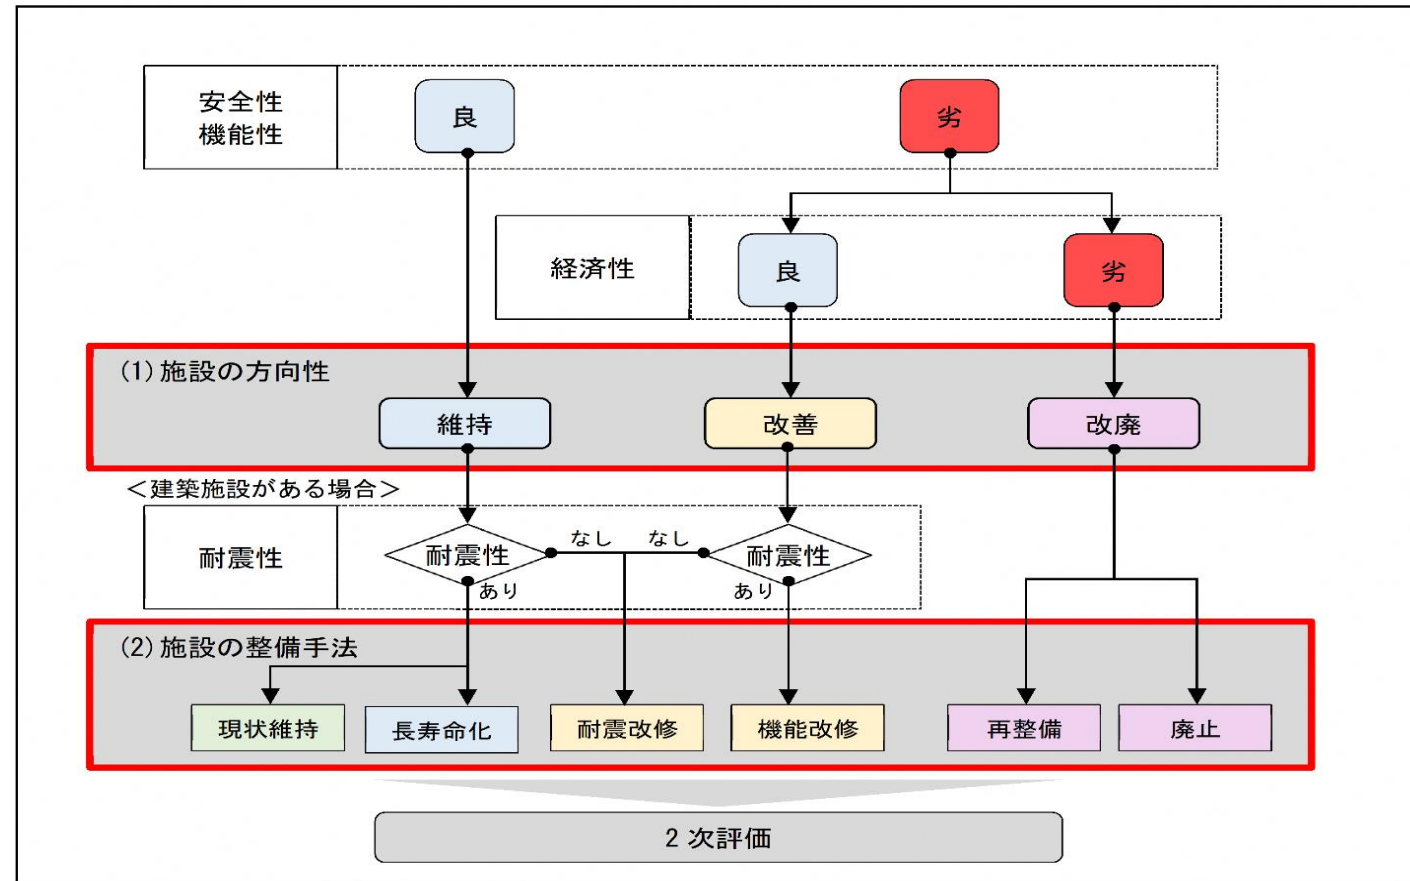 安全性
機能性
良
劣
経済性
良
劣
(1)施設の方向性
維持
改善
改廃
＜建築施設がある場合＞
耐震性
耐震性
なし
なし
耐震性
あり
あり
(2)施設の整備手法
現状維持
長寿命化
耐震改修
機能改修
再整備
廃止
2次評価